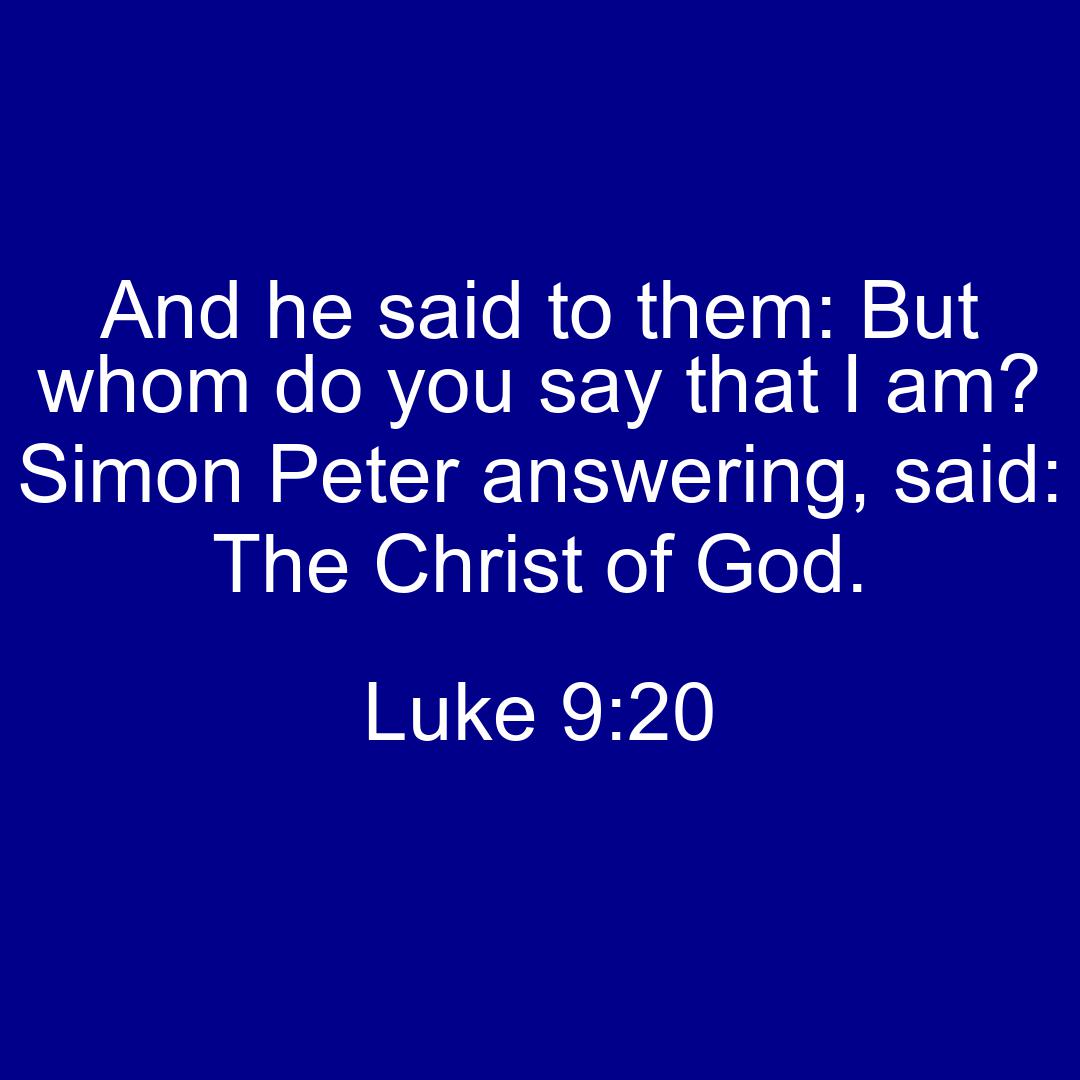 And he said to them: But
whom do you say that I am?
Simon Peter answering, said:
The Christ of God.
Luke 9:20